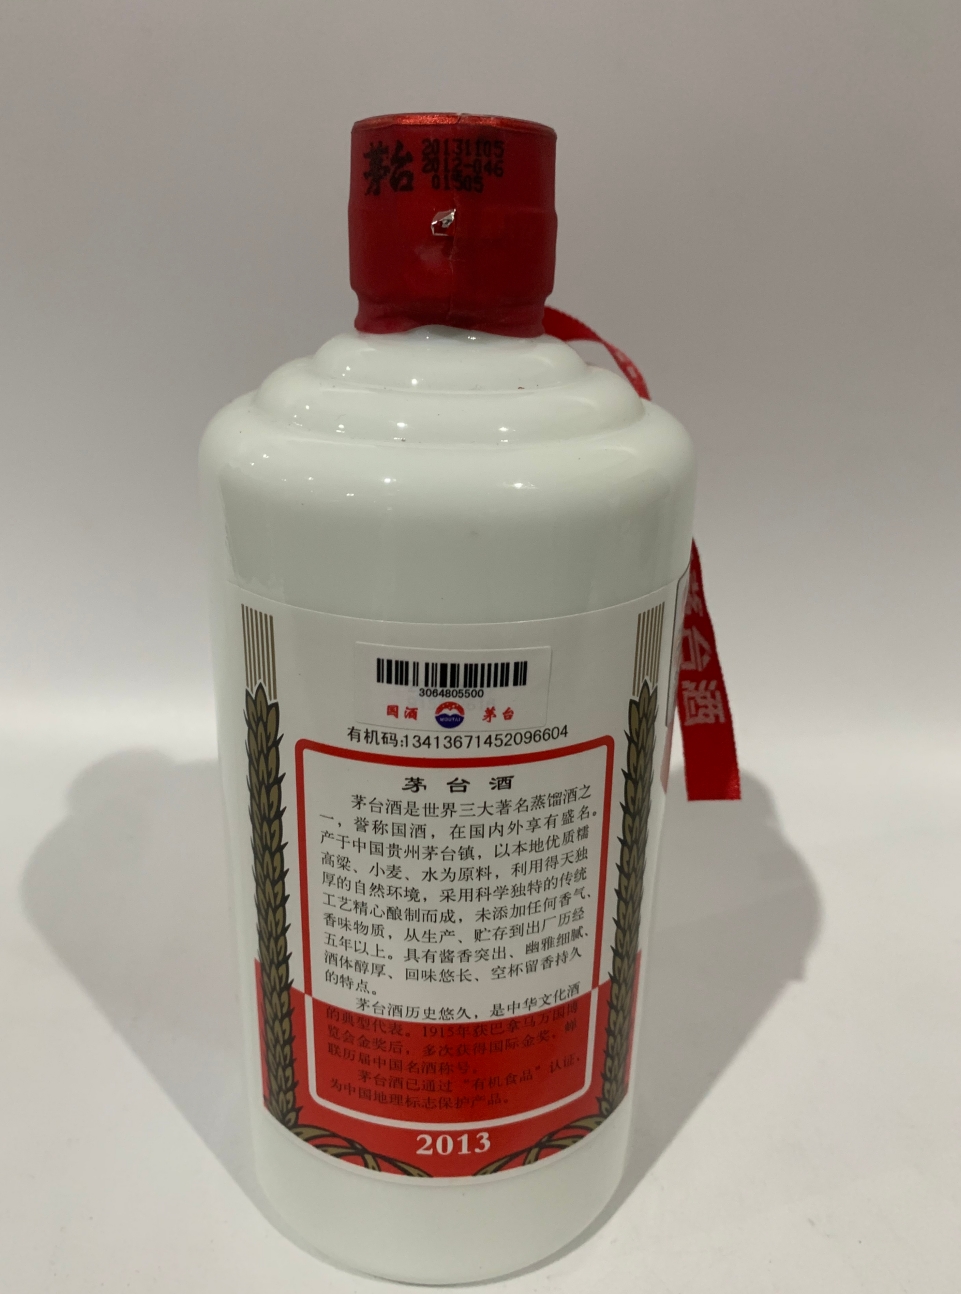 茅台 20131105
2012-046
01505
3064805500
国酒 MOUTAI 茅台
有机码:13413671452096604
茅台酒
茅台酒是世界三大著名蒸馏酒之
一，誉称国酒，在国内外享有盛名。
产于中国贵州茅台镇，以本地优质糯
高粱、小麦、水为原料，利用得天独
厚的自然环境，采用科学独特的传统
工艺精心酿制而成，未添加任何香气、
香味物质，从生产、贮存到出厂历经
五年以上。具有酱香突出、幽雅细腻、
酒体醇厚、回味悠长、空杯留香持久
的特点。
茅台酒历史悠久，是中华文化酒
的典型代表。1915年获巴拿马万国博
览会金奖后，多次获得国际金奖。蝉
联历届中国名酒称号。
茅台酒已通过“有机食品”认证，
为中国地理标志保护产品。
2013
茅台酒